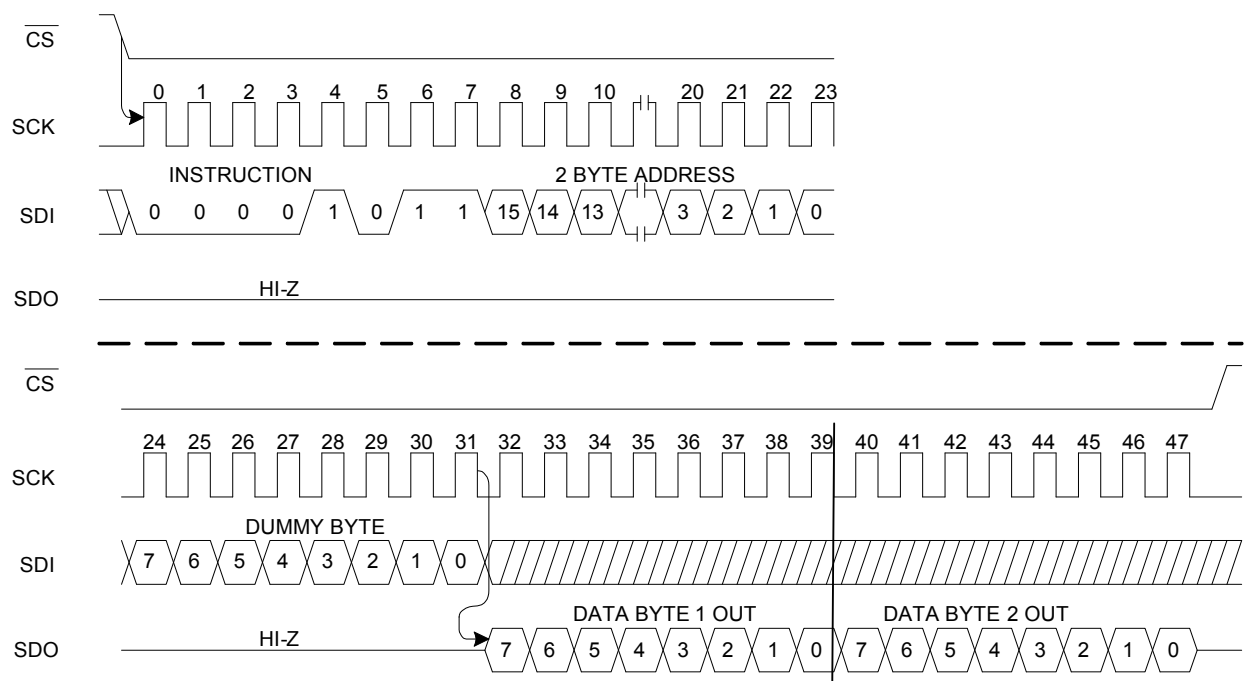 CS
0 1 2 3 4 5 6 7 8 9 10 20 21 22 23
SCK
INSTRUCTION 2 BYTE ADDRESS
SDI 0 0 0 0 1 0 1 1 15 14 13 3 2 1 0
HI-Z
SDO
CS
24 25 26 27 28 29 30 31 32 33 34 35 36 37 38 39 40 41 42 43 44 45 46 47
SCK
DUMMY BYTE
SDI 7 6 5 4 3 2 1 0
DATA BYTE 1 OUT DATA BYTE 2 OUT
HI-Z
SDO 7 6 5 4 3 2 1 0 7 6 5 4 3 2 1 0